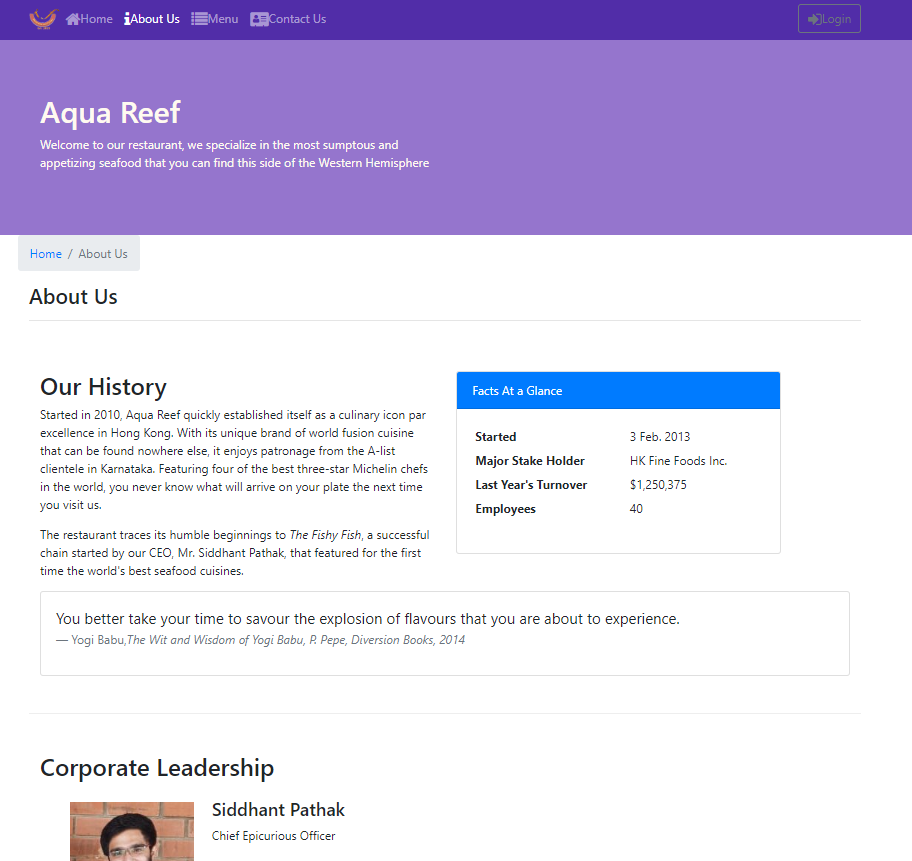 Home About Us Menu Contact Us Login
Aqua Reef
Welcome to our restaurant, we specialize in the most sumptous and
appetizing seafood that you can find this side of the Western Hemisphere
Home / About Us
About Us
Our History
Started in 2010, Aqua Reef quickly established itself as a culinary icon par
excellence in Hong Kong. With its unique brand of world fusion cuisine
that can be found nowhere else, it enjoys patronage from the A-list
clientele in Karnataka. Featuring four of the best three-star Michelin chefs
in the world, you never know what will arrive on your plate the next time
you visit us.
The restaurant traces its humble beginnings to The Fishy Fish, a successful
chain started by our CEO, Mr. Siddhant Pathak, that featured for the first
time the world's best seafood cuisines.
Facts At a Glance
Started 3 Feb. 2013
Major Stake Holder HK Fine Foods Inc.
Last Year's Turnover $1,250,375
Employees 40
You better take your time to savour the explosion of flavours that you are about to experience.
— Yogi Babu,The Wit and Wisdom of Yogi Babu, P. Pepe, Diversion Books, 2014
Corporate Leadership
Siddhant Pathak
Chief Epicurious Officer